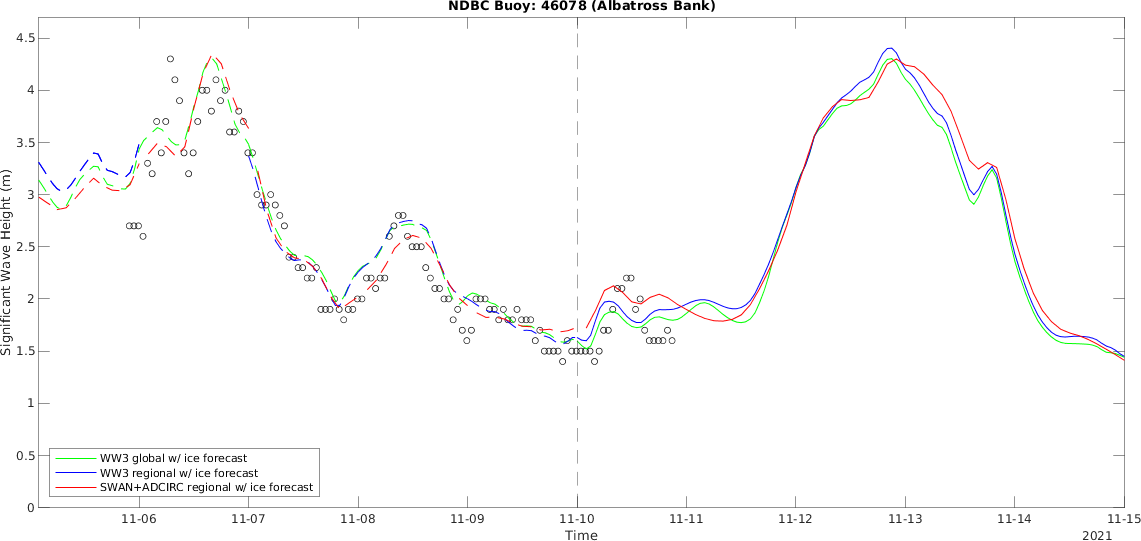 NDBC Buoy: 46078 (Albatross Bank)
4.5
4
3.5
3
2.5
2
1.5
1
0.5
0
Significant Wave Height (m)
WW3 global w/ ice forecast
WW3 regional w/ ice forecast
SWAN+ADCIRC regional w/ ice forecast
11-06 11-07 11-08 11-09 11-10 11-11 11-12 11-13 11-14 11-15
Time
2021